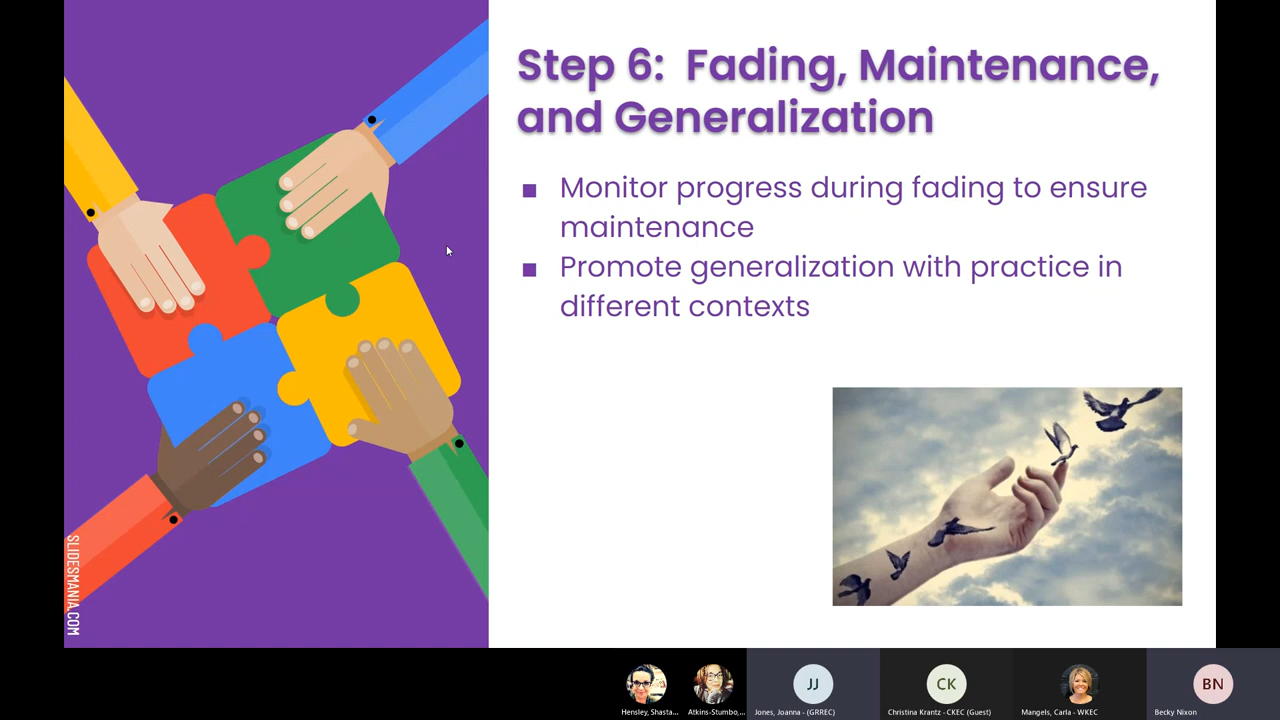 Step 6:  Fading, Maintenance,
and Generalization
▪ Monitor progress during fading to ensure
maintenance
▪ Promote generalization with practice in
different contexts
SLIDESMANIA.COM
JJ
CK
BN
Hensley, Shasta...
Atkins-Stumbo,...
Jones, Joanna - (GRREC)
Christina Krantz - CKEC (Guest)
Mangels, Carla - WKEC
Becky Nixon